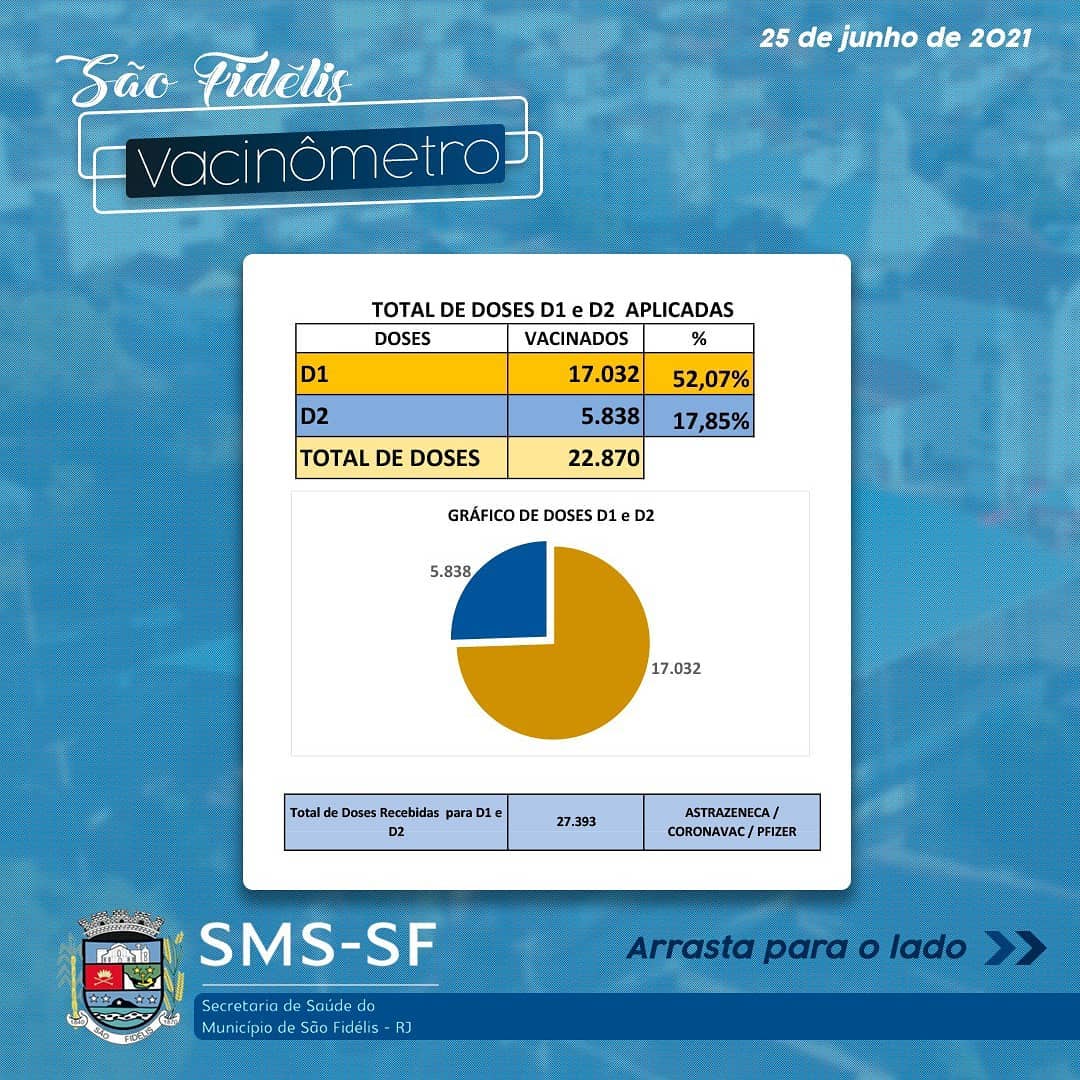 25 de junho de 2021
São Fidélis
Vacinômetro
TOTAL DE DOSES D1 e D2 APLICADAS
DOSES VACINADOS %
D1 17.032 52,07%
D2 5.838 17,85%
TOTAL DE DOSES 22.870
GRÁFICO DE DOSES D1 e D2
5.838
17.032
Total de Doses Recebidas para D1 e
D2
27.393
ASTRAZENECA /
CORONAVAC / PFIZER
SMS-SF
Arrasta para o lado
Secretaria de Saúde do
Município de São Fidélis - RJ
1840 SÃO FIDÉLIS 1870